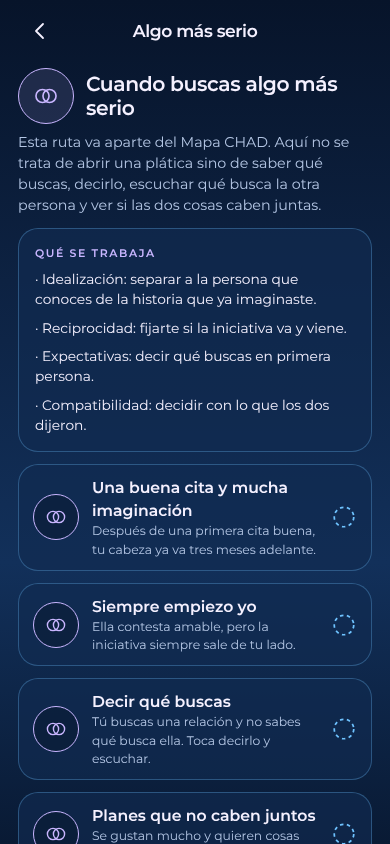 Algo más serio
Cuando buscas algo más
serio
Esta ruta va aparte del Mapa CHAD. Aquí no se
trata de abrir una plática sino de saber qué
buscas, decirlo, escuchar qué busca la otra
persona y ver si las dos cosas caben juntas.
QUÉ SE TRABAJA
· Idealización: separar a la persona que
conoces de la historia que ya imaginaste.
· Reciprocidad: fijarte si la iniciativa va y viene.
· Expectativas: decir qué buscas en primera
persona.
· Compatibilidad: decidir con lo que los dos
dijeron.
Una buena cita y mucha
imaginación
Después de una primera cita buena,
tu cabeza ya va tres meses adelante.
Siempre empiezo yo
Ella contesta amable, pero la
iniciativa siempre sale de tu lado.
Decir qué buscas
Tú buscas una relación y no sabes
qué busca ella. Toca decirlo y
escuchar.
Planes que no caben juntos
Se gustan mucho y quieren cosas